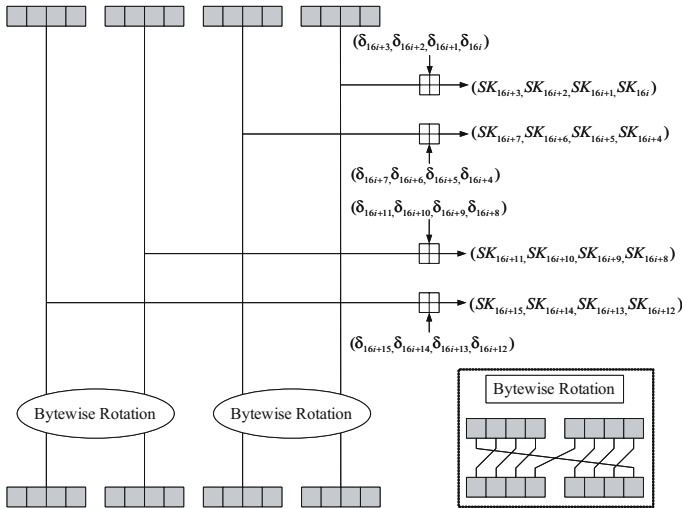 (δ16i+3,δ16i+2,δ16i+1,δ16i)
(SK16i+3,SK16i+2,SK16i+1,SK16i)
(SK16i+7,SK16i+6,SK16i+5,SK16i+4)
(δ16i+7,δ16i+6,δ16i+5,δ16i+4)
(δ16i+11,δ16i+10,δ16i+9,δ16i+8)
(SK16i+11,SK16i+10,SK16i+9,SK16i+8)
(SK16i+15,SK16i+14,SK16i+13,SK16i+12)
(δ16i+15,δ16i+14,δ16i+13,δ16i+12)
Bytewise Rotation
Bytewise Rotation
Bytewise Rotation